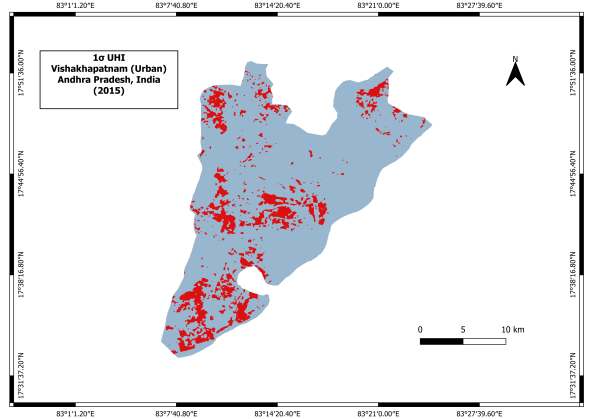 83°1'1.20"E 83°7'40.80"E 83°14'20.40"E 83°21'0.00"E 83°27'39.60"E
1σ UHI
Vishakhapatnam (Urban)
Andhra Pradesh, India
(2015)
N
17°51'36.00"N 17°51'36.00"N
17°44'56.40"N 17°44'56.40"N
17°38'16.80"N 17°38'16.80"N
0 5 10 km
17°31'37.20"N 17°31'37.20"N
83°1'1.20"E 83°7'40.80"E 83°14'20.40"E 83°21'0.00"E 83°27'39.60"E